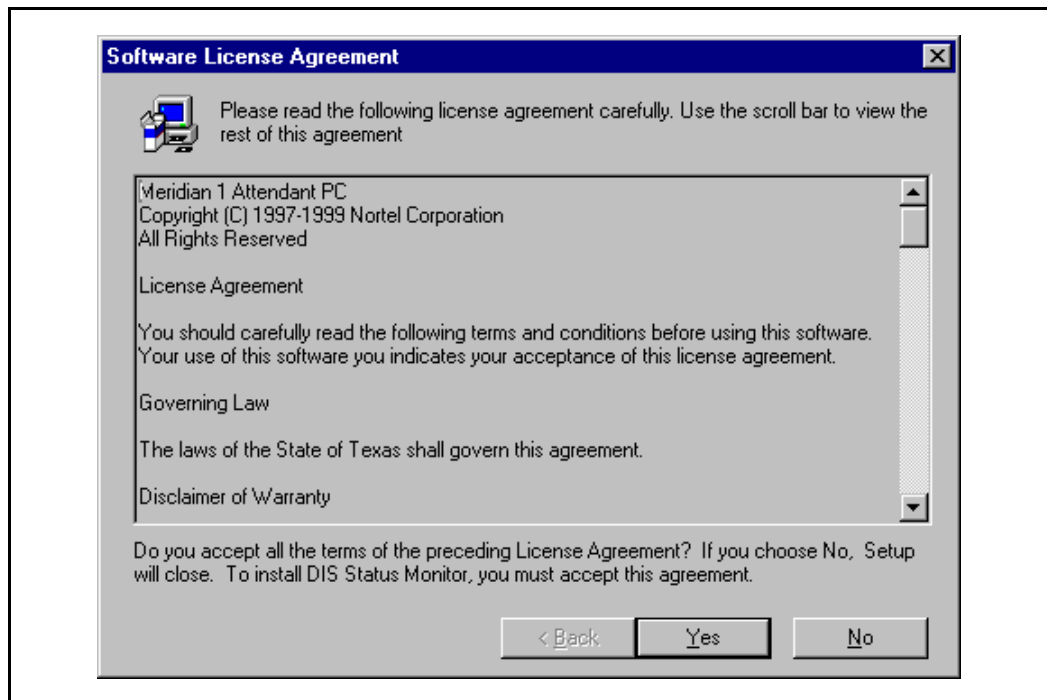 Software License Agreement
Please read the following license agreement carefully. Use the scroll bar to view the
rest of this agreement
Meridian 1 Attendant PC
Copyright (C) 1997-1999 Nortel Corporation
All Rights Reserved
License Agreement
You should carefully read the following terms and conditions before using this software.
Your use of this software you indicates your acceptance of this license agreement.
Governing Law
The laws of the State of Texas shall govern this agreement.
Disclaimer of Warranty
Do you accept all the terms of the preceding License Agreement?  If you choose No,  Setup
will close.  To install DIS Status Monitor, you must accept this agreement.
< Back
Yes
No